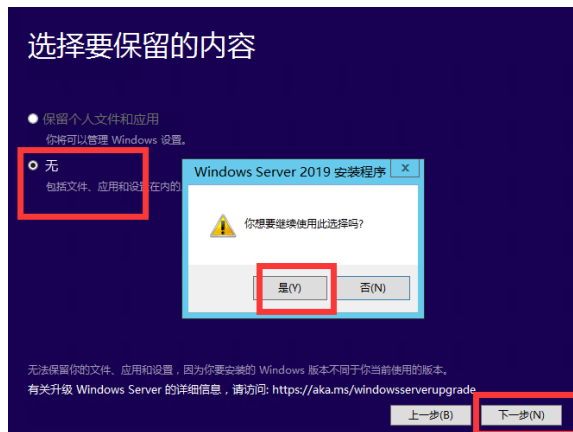 选择要保留的内容
保留个人文件和应用
你将可以管理 Windows 设置。
无
包括文件、应用和设置在内的
Windows Server 2019 安装程序
你想要继续使用此选择吗?
是(Y)
否(N)
无法保留你的文件、应用和设置，因为你要安装的 Windows 版本不同于你当前使用的版本。
有关升级 Windows Server 的详细信息，请访问: https://aka.ms/windowsserverupgrade
上一步(B)
下一步(N)